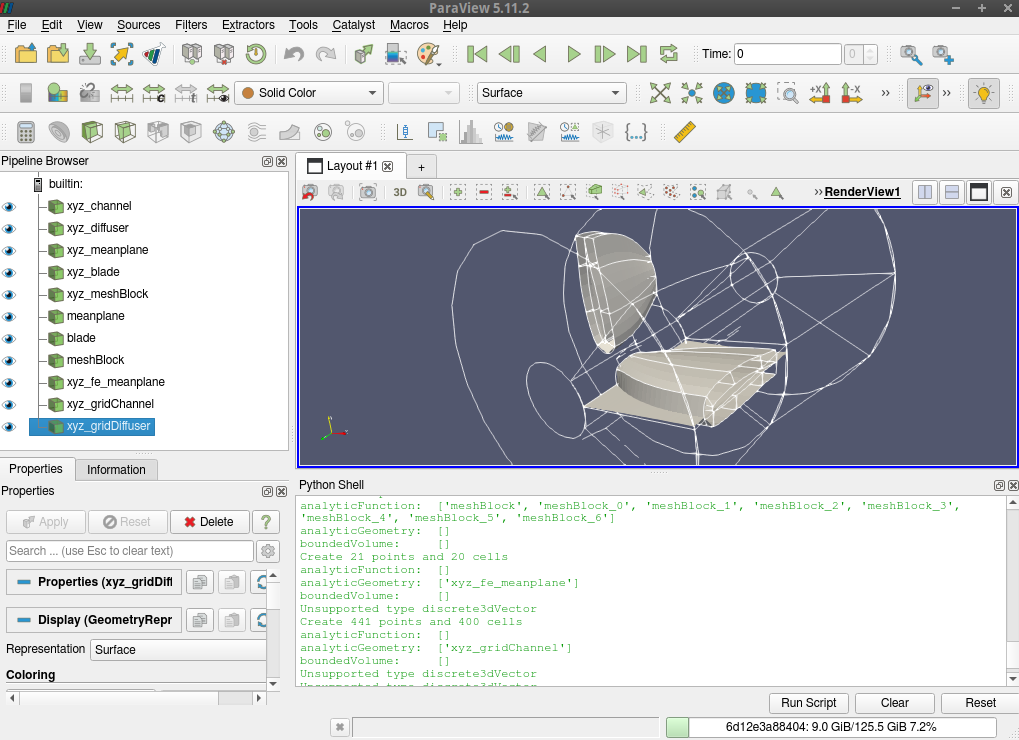 ParaView 5.11.2
File Edit View Sources Filters Extractors Tools Catalyst Macros Help
Time: 0 0
Solid Color Surface +X -X
Pipeline Browser
Layout #1 +
3D RenderView1
builtin:
xyz_channel
xyz_diffuser
xyz_meanplane
xyz_blade
xyz_meshBlock
meanplane
blade
meshBlock
xyz_fe_meanplane
xyz_gridChannel
xyz_gridDiffuser
Properties Information
Properties
Apply Reset Delete ?
Search ... (use Esc to clear text)
Properties (xyz_gridDiff
Display (GeometryRepr
Representation Surface
Coloring
Python Shell
analyticFunction: ['meshBlock', 'meshBlock_0', 'meshBlock_1', 'meshBlock_2', 'meshBlock_3',
'meshBlock_4', 'meshBlock_5', 'meshBlock_6']
analyticGeometry: []
boundedVolume: []
Create 21 points and 20 cells
analyticFunction: []
analyticGeometry: ['xyz_fe_meanplane']
boundedVolume: []
Unsupported type discrete3dVector
Create 441 points and 400 cells
analyticFunction: []
analyticGeometry: ['xyz_gridChannel']
boundedVolume: []
Unsupported type discrete3dVector
Unsupported type discrete3dVector
Run Script Clear Reset
6d12e3a88404: 9.0 GiB/125.5 GiB 7.2%